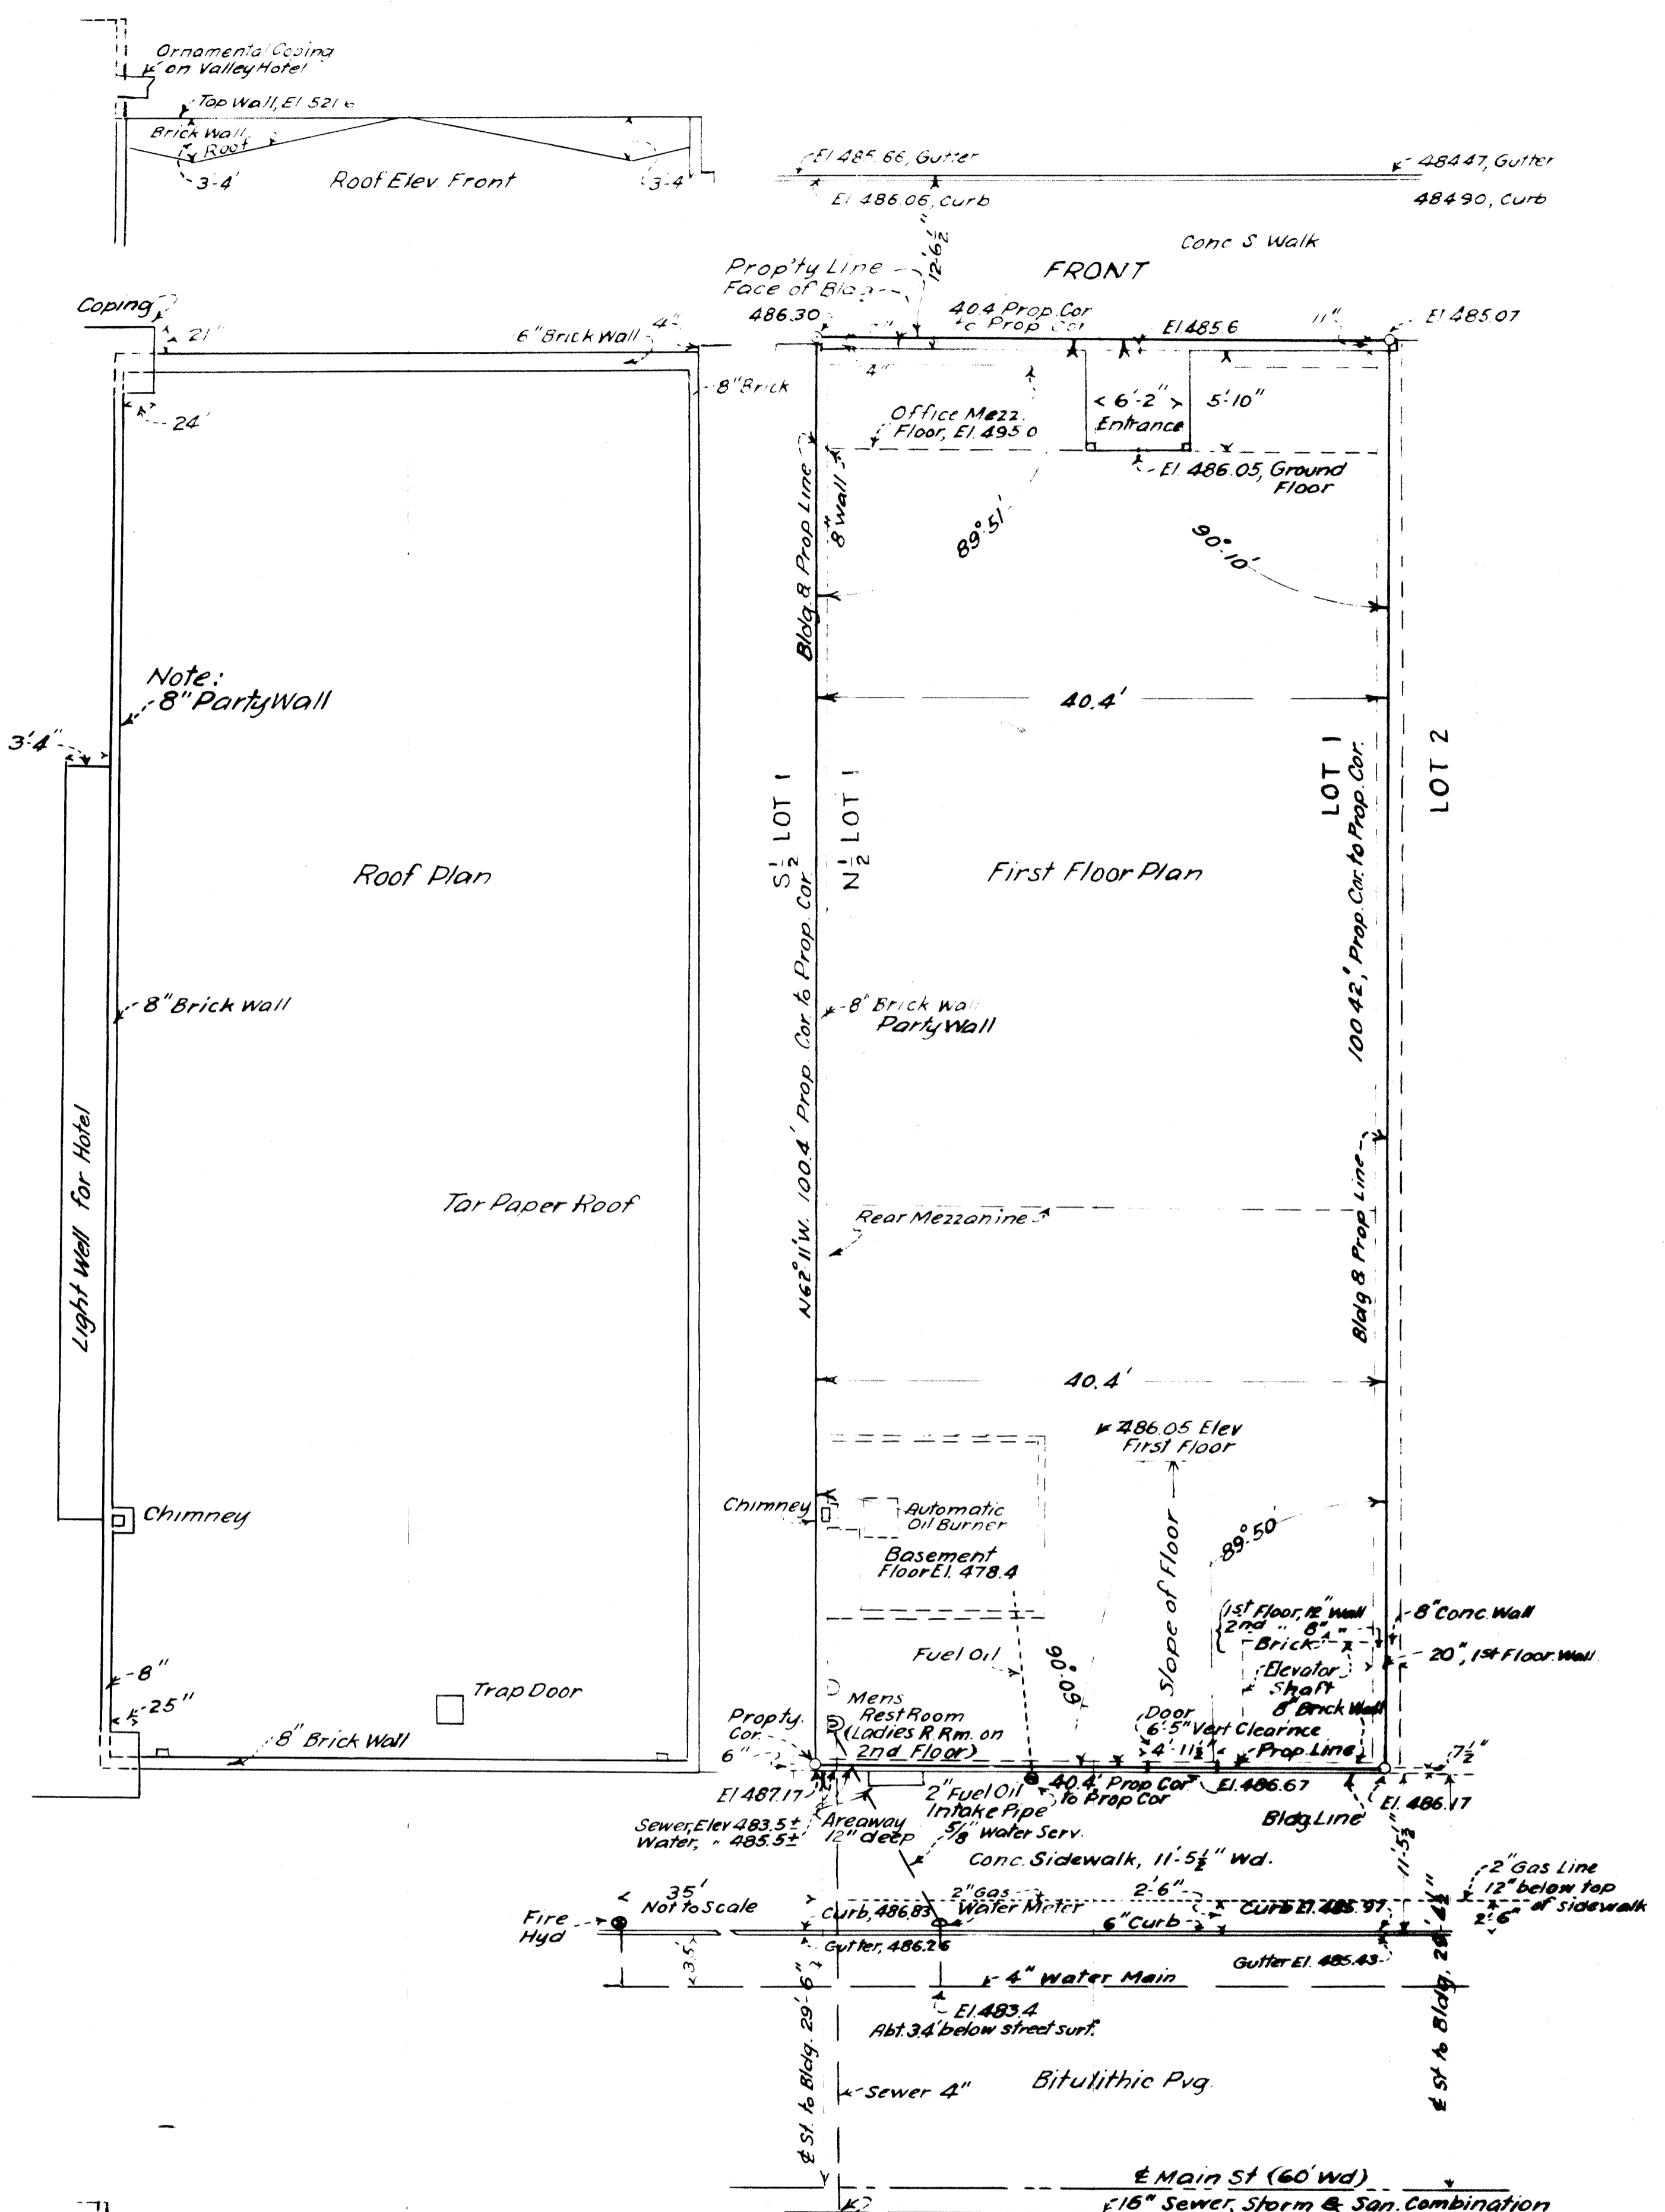 Ornamental Coping
on Valley Hotel
Top Wall, El 521.6
Brick Wall
Roof
3'-4"
3'-4
Roof Elev. Front
El 485.66, Gutter
484.47, Gutter
El 486.06, Curb
484.90, Curb
12'-6½"
Conc S Walk
FRONT
Prop'ty Line
Face of Bldg
486.30
40.4 Prop. Cor
to Prop. Cor
El.485.6
11"
El 485.07
Coping
21"
6" Brick Wall
4"
8" Brick
24"
4"
Office Mezz.
Floor, El. 495.0
6'-2"
Entrance
5'-10"
El. 486.05, Ground
Floor
Bldg. & Prop Line
8" Wall
89°-51'
90°-10'
Note:
8" Party Wall
3'-4"
40.4'
S ½ LOT 1
N ½ LOT 1
LOT 1
LOT 2
100.42', Prop. Cor. to Prop. Cor.
Roof Plan
First Floor Plan
N62°11'W. 100.4' Prop. Cor. to Prop. Cor
8" Brick Wall
8" Brick Wall
Party Wall
Light Well for Hotel
Bldg & Prop Line
Tar Paper Roof
Rear Mezzanine
40.4'
486.05 Elev
First Floor
Slope of Floor
Chimney
Chimney
Automatic
Oil Burner
Basement
Floor El. 478.4
89°-50'
1st Floor, 12" Wall
2nd " 8" "
Brick
8" Conc. Wall
20", 1st Floor Wall
Elevator
Shaft
8" Brick Wall
Fuel Oil
8"
25"
Trap Door
8" Brick Wall
Mens
Rest Room
(Ladies R. Rm. on
2nd Floor)
Door
6'-5" Vert Clear'nce
4'-11½"
Prop. Line
Prop'ty.
Cor.
6"
7½"
El 487.17
2" Fuel Oil
Intake Pipe
40.4', Prop Cor
to Prop Cor
El.486.67
El. 486.17
Bldg. Line
Sewer, Elev 483.5±
Water, " 485.5±
Areaway
12" deep
5/8" Water Serv.
Conc. Sidewalk, 11'-5½" Wd.
11'-5½"
2" Gas Line
12" below top
of sidewalk
2'-6"
35'
Not to Scale
Fire
Hyd
Curb, 486.83
2" Gas
Water Meter
2'-6"
6" Curb
Curb El. 485.97
Gutter, 486.26
Gutter El. 485.43
3.5'
4" Water Main
El. 483.4
Abt. 3.4' below street surf.
℄ St. to Bldg. 29'-6"
℄ St to Bldg, 29'-4½"
Sewer 4"
Bitulithic Pvg.
℄ Main St (60' Wd)
16" Sewer, Storm & San. Combination